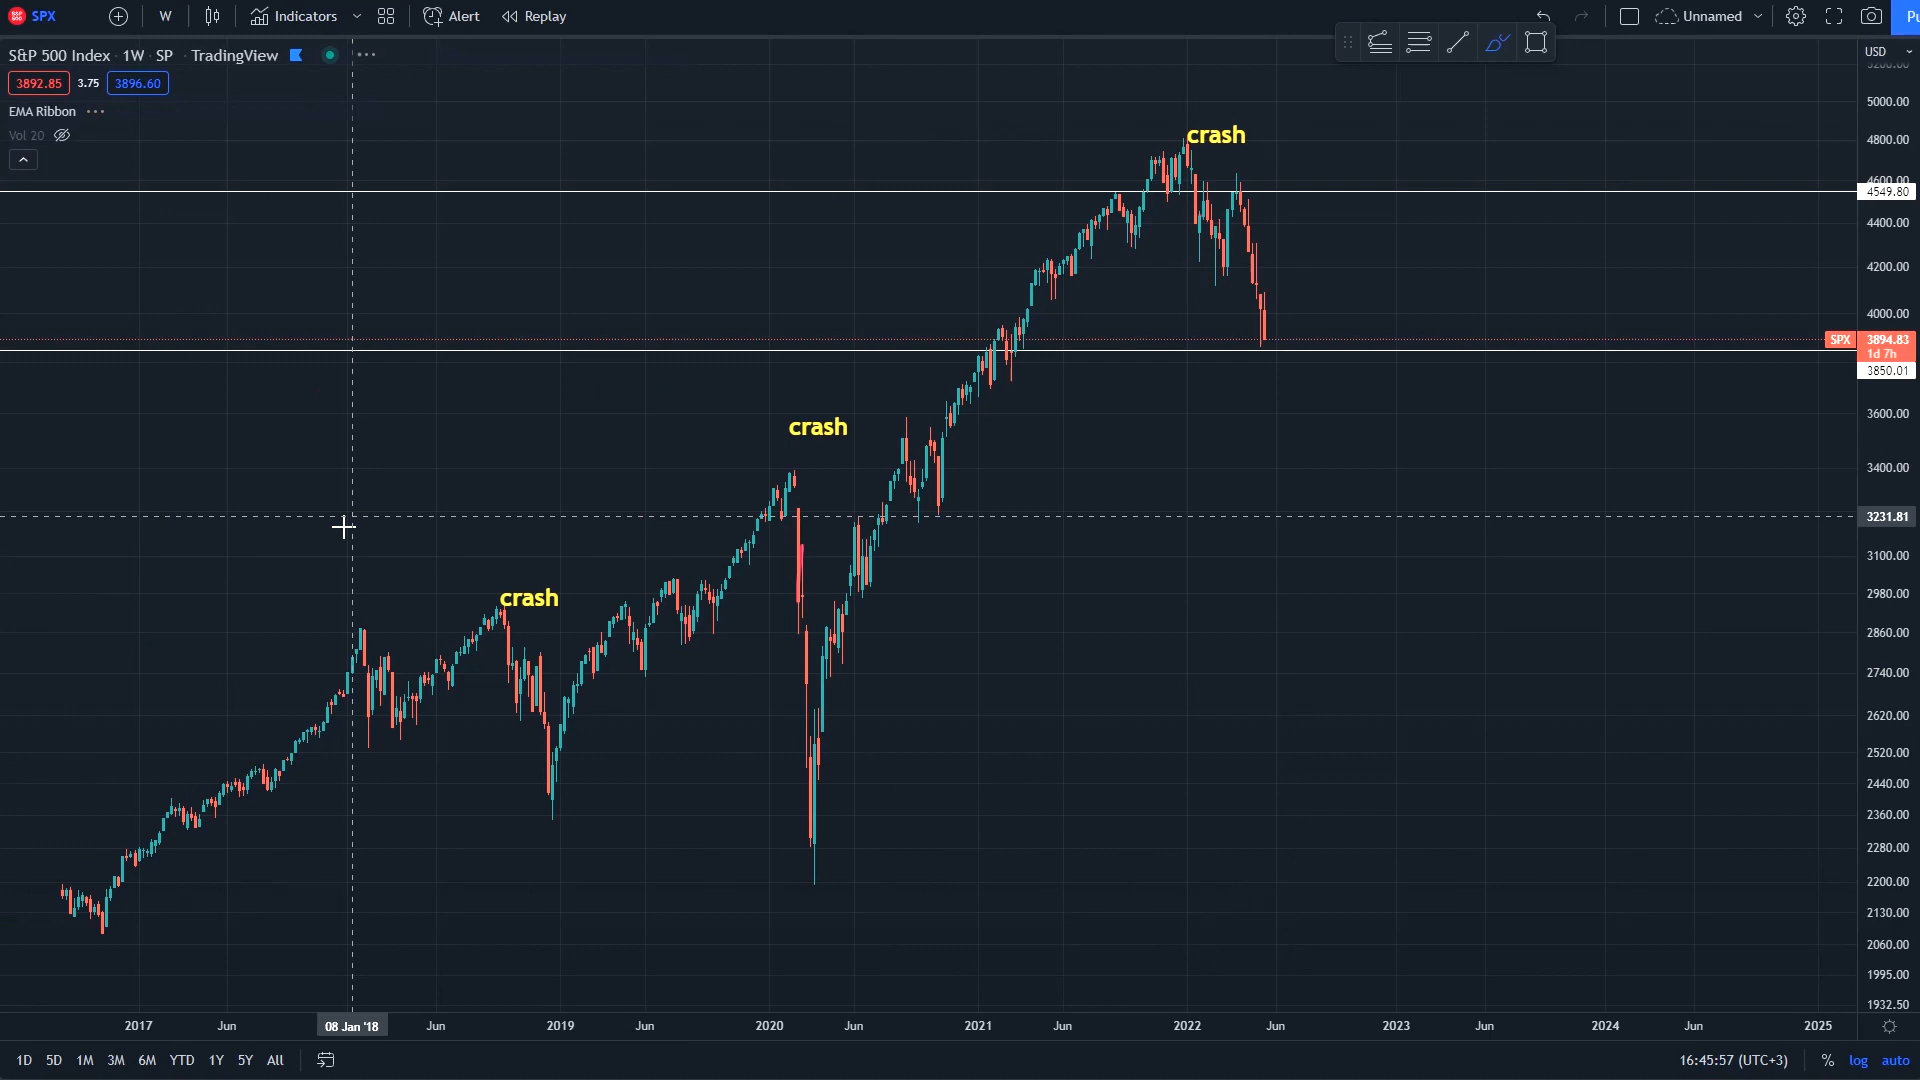 SPX
W
Indicators
Alert
Replay
Unnamed
S&P 500 Index · 1W · SP · TradingView
3892.85 3.75 3896.60
EMA Ribbon
Vol 20
USD
5200.00
5000.00
4800.00
4600.00
4549.80
4400.00
4200.00
4000.00
SPX 3894.83
1d 7h
3850.01
3600.00
3400.00
3231.81
3100.00
2980.00
2860.00
2740.00
2620.00
2520.00
2440.00
2360.00
2280.00
2200.00
2130.00
2060.00
1995.00
1932.50
crash
crash
crash
2017 Jun 08 Jan '18 Jun 2019 Jun 2020 Jun 2021 Jun 2022 Jun 2023 Jun 2024 Jun 2025
1D 5D 1M 3M 6M YTD 1Y 5Y All
16:45:57 (UTC+3) % log auto